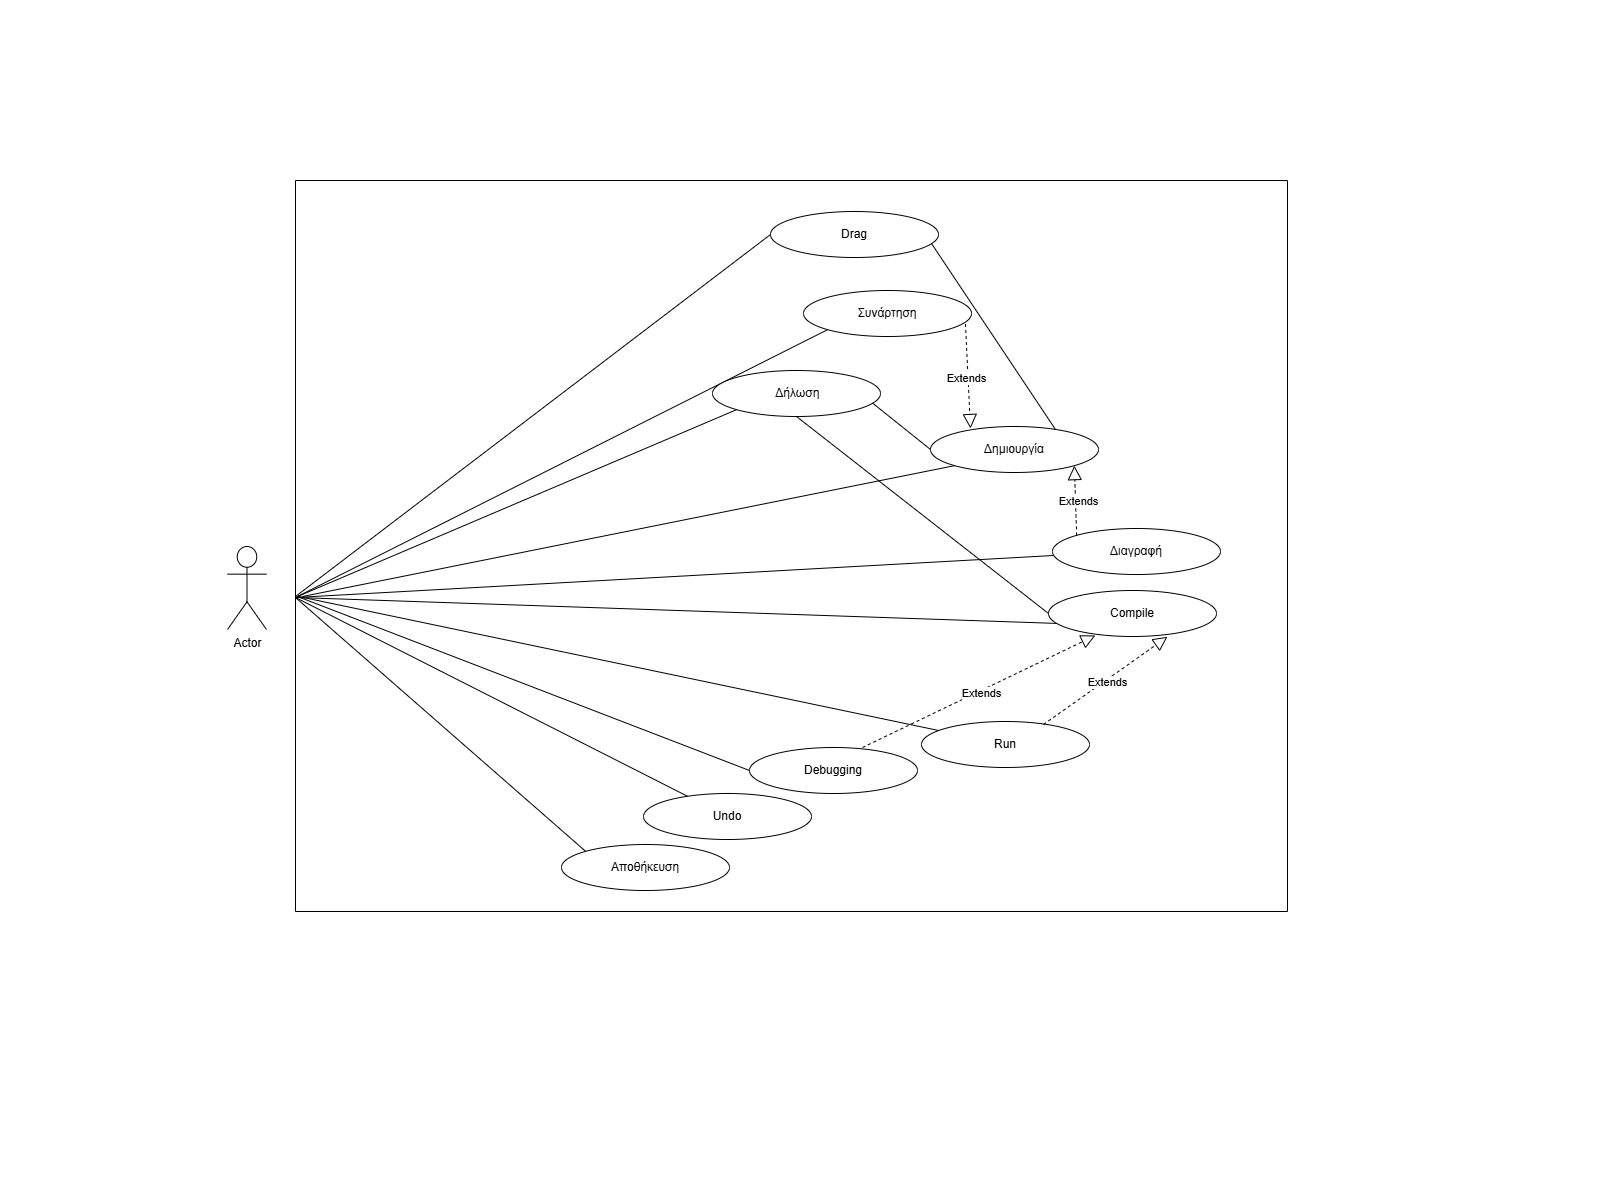 Drag
Συνάρτηση
Extends
Δήλωση
Δημιουργία
Extends
Διαγραφή
Compile
Actor
Extends
Extends
Run
Debugging
Undo
Αποθήκευση